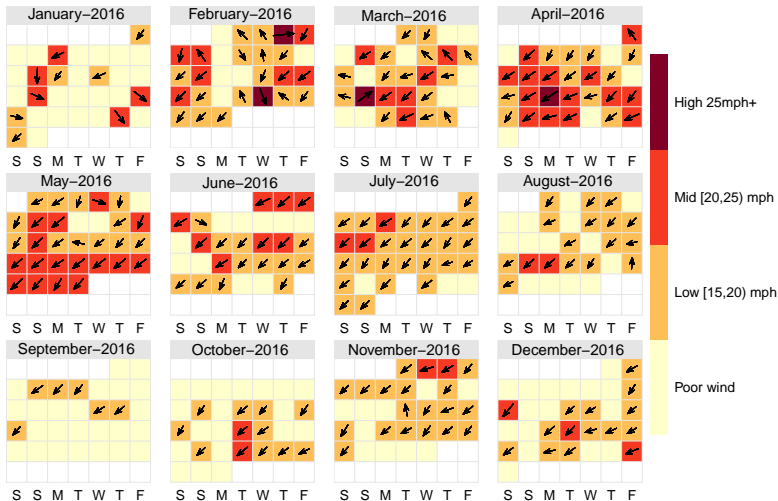 January−2016
February−2016
March−2016
April−2016
S S M T W T F
S S M T W T F
S S M T W T F
S S M T W T F
May−2016
June−2016
July−2016
August−2016
S S M T W T F
S S M T W T F
S S M T W T F
S S M T W T F
September−2016
October−2016
November−2016
December−2016
S S M T W T F
S S M T W T F
S S M T W T F
S S M T W T F
High 25mph+
Mid [20,25) mph
Low [15,20) mph
Poor wind